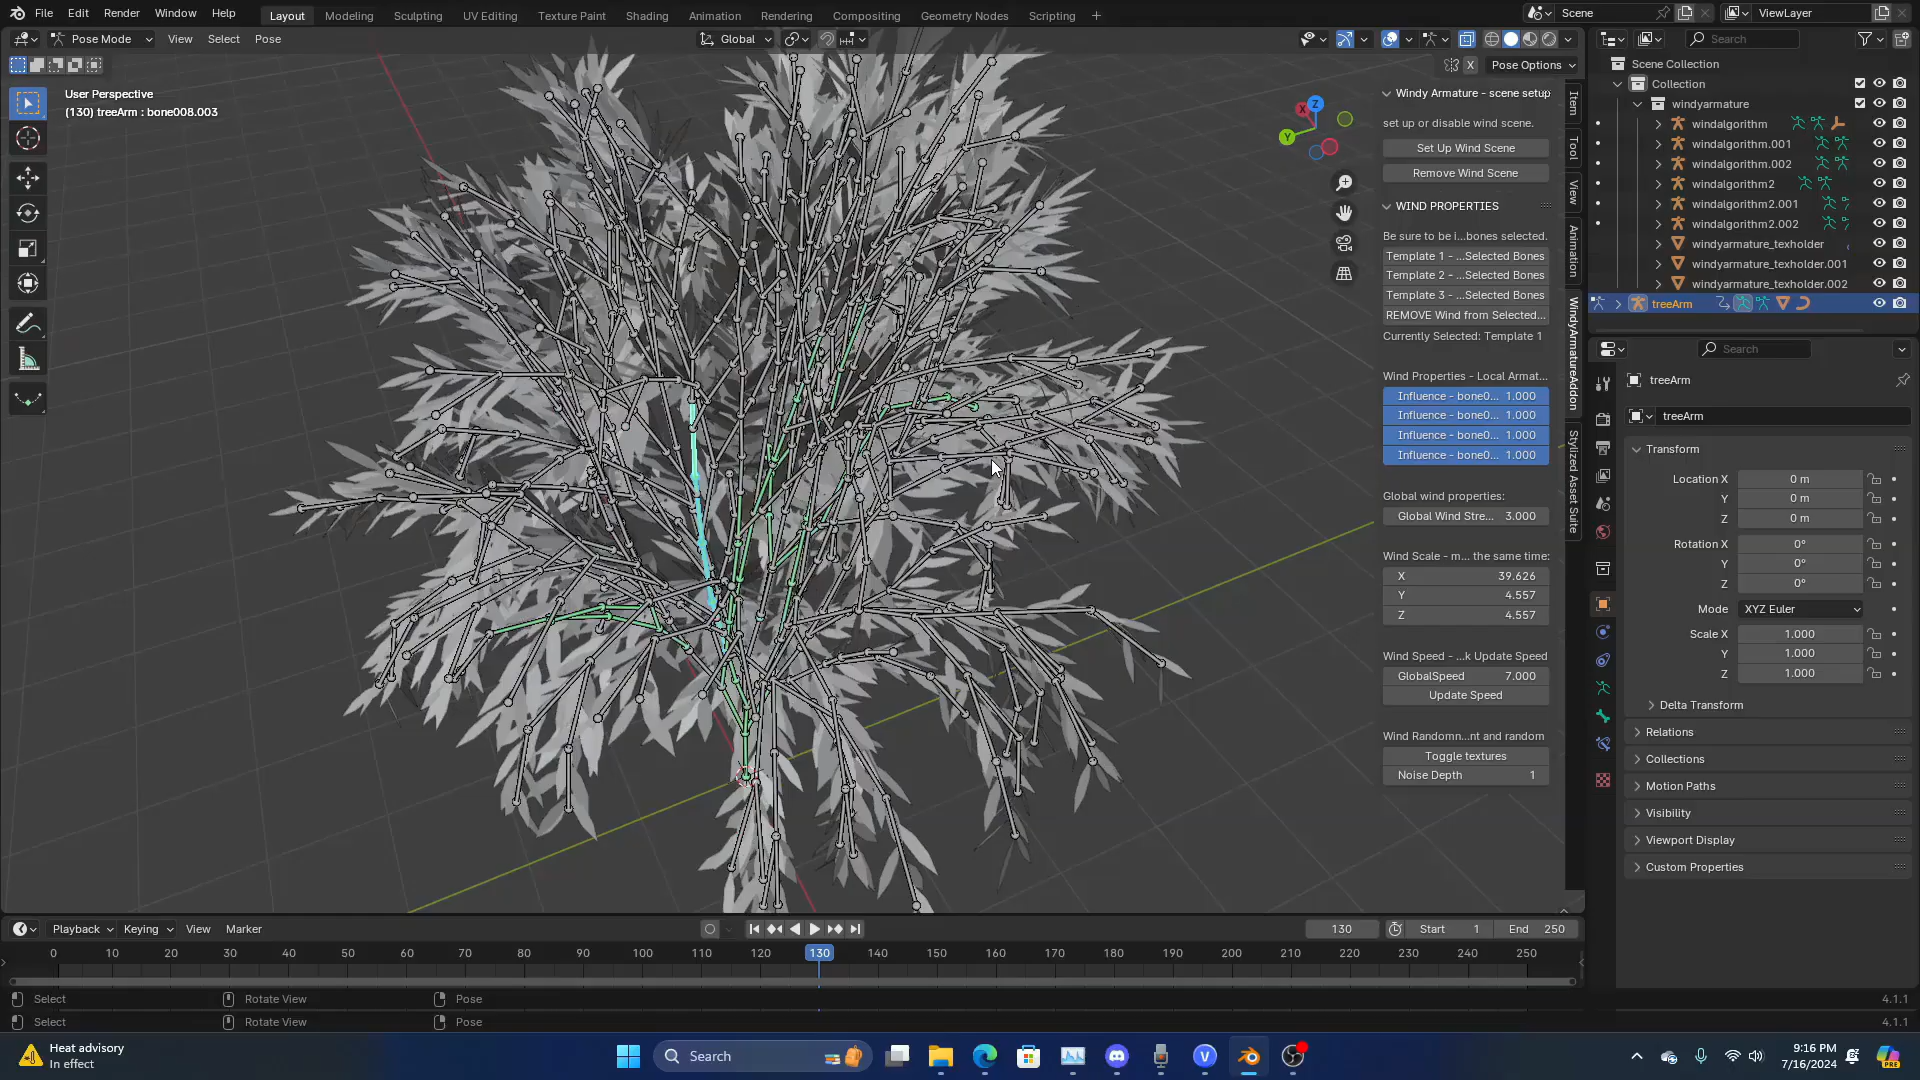 File Edit Render Window Help Layout Modeling Sculpting UV Editing Texture Paint Shading Animation Rendering Compositing Geometry Nodes Scripting + Scene ViewLayer
Pose Mode View Select Pose Global Search
X Pose Options
User Perspective
(130) treeArm : bone008.003
X
Y
Z
Windy Armature - scene setup
set up or disable wind scene.
Set Up Wind Scene
Remove Wind Scene
WIND PROPERTIES
Be sure to be i...bones selected.
Template 1 - ...Selected Bones
Template 2 - ...Selected Bones
Template 3 - ...Selected Bones
REMOVE Wind from Selected...
Currently Selected: Template 1
Wind Properties - Local Armat...
Influence - bone0... 1.000
Influence - bone0... 1.000
Influence - bone0... 1.000
Influence - bone0... 1.000
Global wind properties:
Global Wind Stre... 3.000
Wind Scale - m... the same time:
X 39.626
Y 4.557
Z 4.557
Wind Speed - ...k Update Speed
GlobalSpeed 7.000
Update Speed
Wind Randomn...nt and random
Toggle textures
Noise Depth 1
Item
Tool
View
Animation
WindyArmatureAddon
Stylized Asset Suite
Scene Collection
Collection
windyarmature
windalgorithm
windalgorithm.001
windalgorithm.002
windalgorithm2
windalgorithm2.001
windalgorithm2.002
windyarmature_texholder
windyarmature_texholder.001
windyarmature_texholder.002
treeArm
Search
treeArm
treeArm
Transform
Location X 0 m
Y 0 m
Z 0 m
Rotation X 0°
Y 0°
Z 0°
Mode XYZ Euler
Scale X 1.000
Y 1.000
Z 1.000
Delta Transform
Relations
Collections
Motion Paths
Visibility
Viewport Display
Custom Properties
Playback Keying View Marker 130 Start 1 End 250
0 10 20 30 40 50 60 70 80 90 100 110 120 130 140 150 160 170 180 190 200 210 220 230 240 250
Select Rotate View Pose 4.1.1
Select Rotate View Pose 4.1.1
Heat advisory
In effect
Search
9:16 PM
7/16/2024
PRE